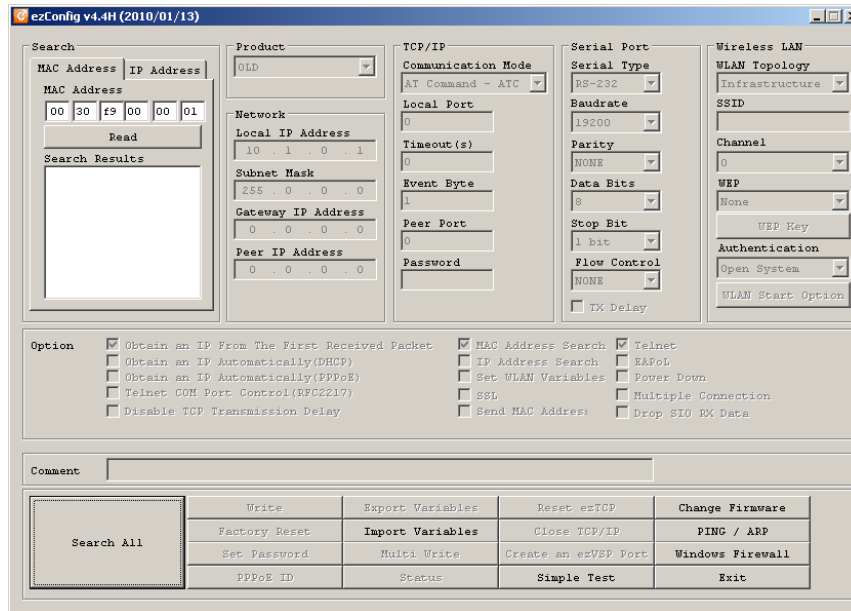 ezConfig v4.4H (2010/01/13)
Search
MAC Address
IP Address
MAC Address
00 30 f9 00 00 01
Read
Search Results
Product
OLD
Network
Local IP Address
10 . 1 . 0 . 1
Subnet Mask
255 . 0 . 0 . 0
Gateway IP Address
0 . 0 . 0 . 0
Peer IP Address
0 . 0 . 0 . 0
TCP/IP
Communication Mode
AT Command - ATC
Local Port
0
Timeout(s)
0
Event Byte
1
Peer Port
0
Password
Serial Port
Serial Type
RS-232
Baudrate
19200
Parity
NONE
Data Bits
8
Stop Bit
1 bit
Flow Control
NONE
TX Delay
Wireless LAN
WLAN Topology
Infrastructure
SSID
Channel
0
WEP
None
WEP Key
Authentication
Open System
WLAN Start Option
Option
Obtain an IP From The First Received Packet
Obtain an IP Automatically(DHCP)
Obtain an IP Automatically(PPPoE)
Telnet COM Port Control(RFC2217)
Disable TCP Transmission Delay
MAC Address Search
IP Address Search
Set WLAN Variables
SSL
Send MAC Addres
Telnet
EAPoL
Power Down
Multiple Connection
Drop SIO RX Data
Comment
Search All
Write
Export Variables
Reset ezTCP
Change Firmware
Factory Reset
Import Variables
Close TCP/IP
PING / ARP
Set Password
Multi Write
Create an ezVSP Port
Windows Firewall
PPPoE ID
Status
Simple Test
Exit